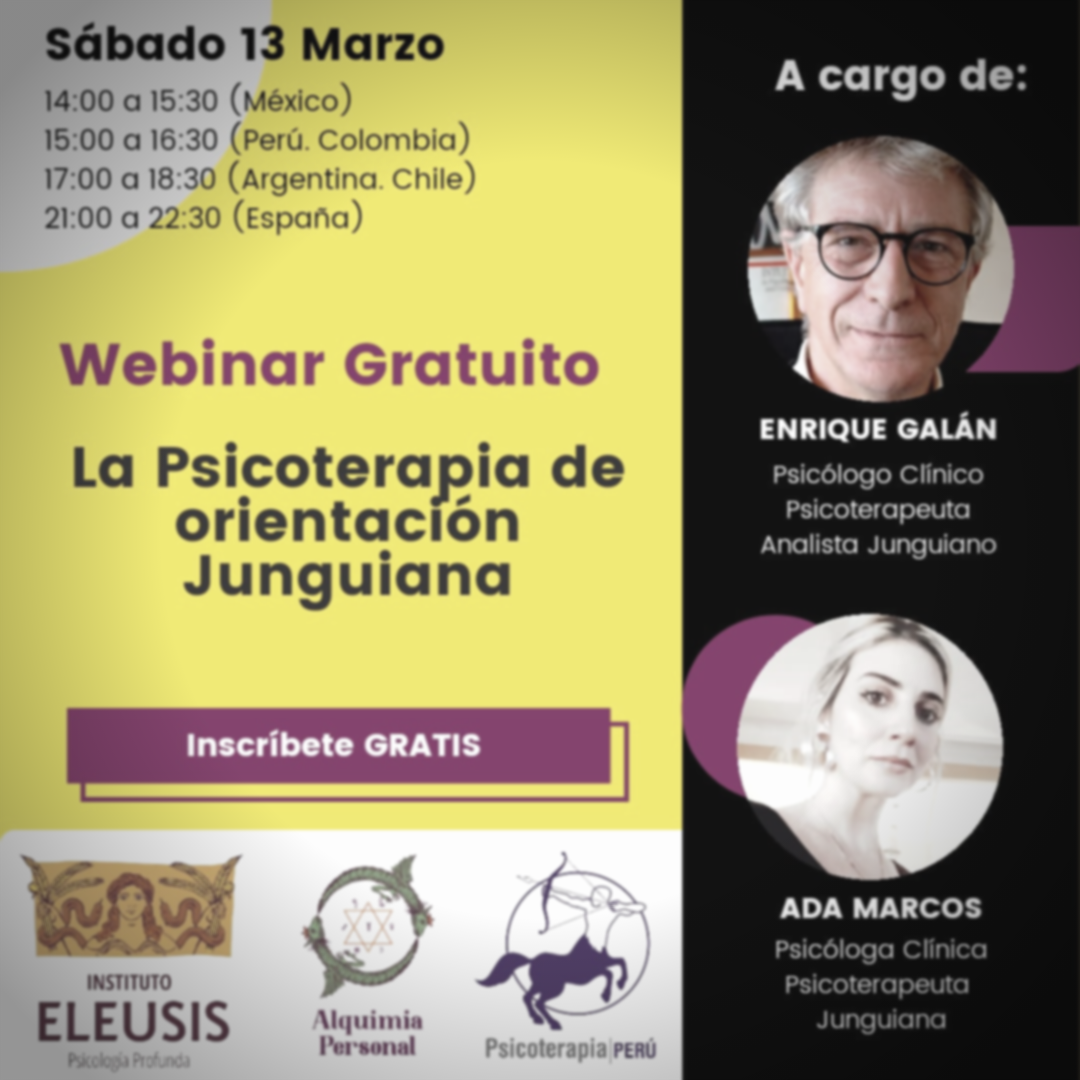 Sábado 13 Marzo
14:00 a 15:30 (México)
15:00 a 16:30 (Perú. Colombia)
17:00 a 18:30 (Argentina. Chile)
21:00 a 22:30 (España)
Webinar Gratuito
La Psicoterapia de
orientación
Junguiana
Inscríbete GRATIS
INSTITUTO
ELEUSIS
Psicología Profunda
Alquimia
Personal
Psicoterapia|PERÚ
A cargo de:
ENRIQUE GALÁN
Psicólogo Clínico
Psicoterapeuta
Analista Junguiano
ADA MARCOS
Psicóloga Clínica
Psicoterapeuta
Junguiana